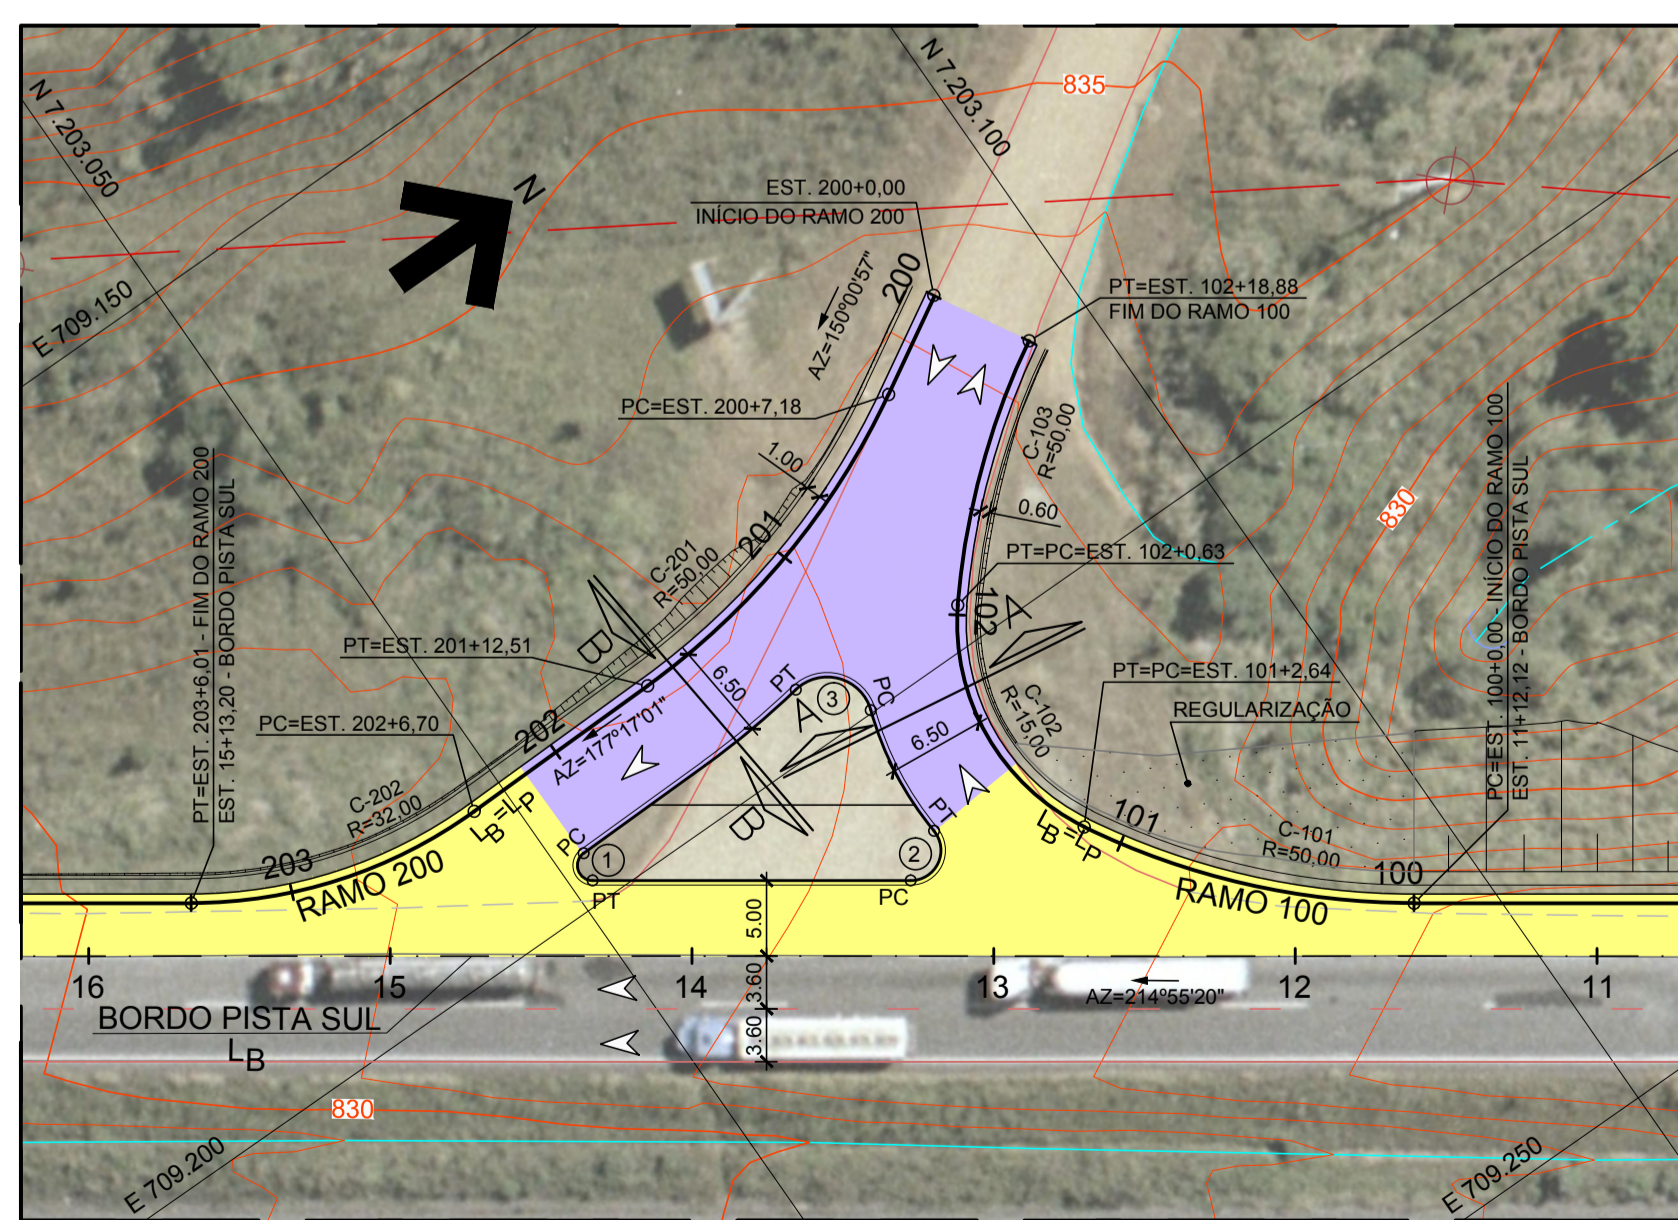 N 7.203.050
N 7.203.100
835
N
EST. 200+0,00
INÍCIO DO RAMO 200
E 709.150
AZ=150°00'57"
200
PT=EST. 102+18,88
FIM DO RAMO 100
PC=EST. 200+7,18
1.00
C-103
R=50,00
0.60
830
PT=EST. 203+6,01 - FIM DO RAMO 200
EST. 15+13,20 - BORDO PISTA SUL
PC=EST. 100+0,00 - INÍCIO DO RAMO 100
EST. 11+12,12 - BORDO PISTA SUL
201
C-201
R=50,00
PT=PC=EST. 102+0,63
102
A
B
PT=EST. 201+12,51
6.50
PT
3
PC
A
PT=PC=EST. 101+2,64
C-102
R=15,00
REGULARIZAÇÃO
PC=EST. 202+6,70
202
AZ=177°17'01"
6.50
C-202
R=32,00
LB=LP
B
PT
LB=LP
101
C-101
R=50,00
PC
1
2
203
RAMO 200
PT
PC
RAMO 100
100
5.00
16
15
14
13
12
11
3.60
AZ=214°55'20"
BORDO PISTA SUL
LB
3.60
830
E 709.200
E 709.250